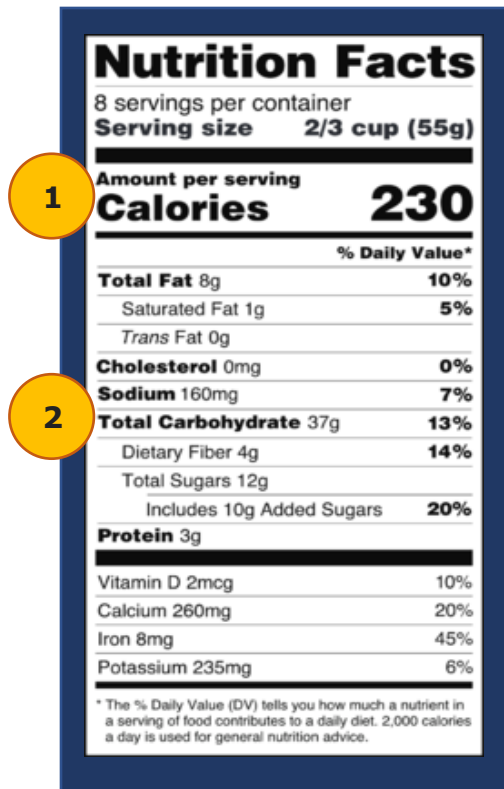 Nutrition Facts
8 servings per container
Serving size 2/3 cup (55g)
1
Amount per serving
Calories 230
% Daily Value*
Total Fat 8g 10%
Saturated Fat 1g 5%
Trans Fat 0g
Cholesterol 0mg 0%
Sodium 160mg 7%
2
Total Carbohydrate 37g 13%
Dietary Fiber 4g 14%
Total Sugars 12g
Includes 10g Added Sugars 20%
Protein 3g
Vitamin D 2mcg 10%
Calcium 260mg 20%
Iron 8mg 45%
Potassium 235mg 6%
* The % Daily Value (DV) tells you how much a nutrient in
a serving of food contributes to a daily diet. 2,000 calories
a day is used for general nutrition advice.